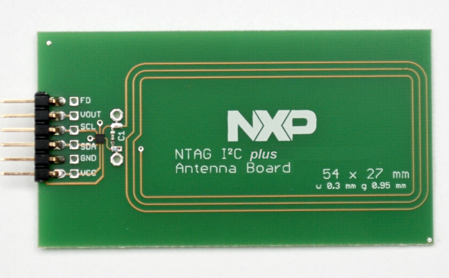 FD
VOUT
SCL
SDA
GND
VCC
C1
NXP
NTAG I²C plus
Antenna Board
54 x 27 mm
w 0.3 mm g 0.95 mm